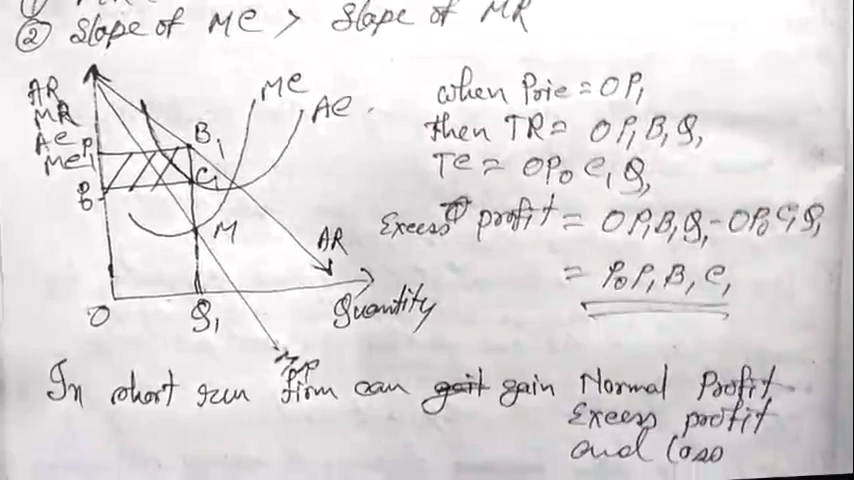 ② Slope of MC > Slope of MR
AR
MR
AC
MC
P₁
P₀
MC
AC
B₁
C₁
M
AR
MR
O
Q₁
Quantity
when Price = OP₁
then TR = OP₁B₁Q₁
TC = OP₀C₁Q₁
Excess profit = OP₁B₁Q₁ - OP₀C₁Q₁
= P₀P₁B₁C₁
In short run firm can gain Normal Profit
Excess profit
and Loss